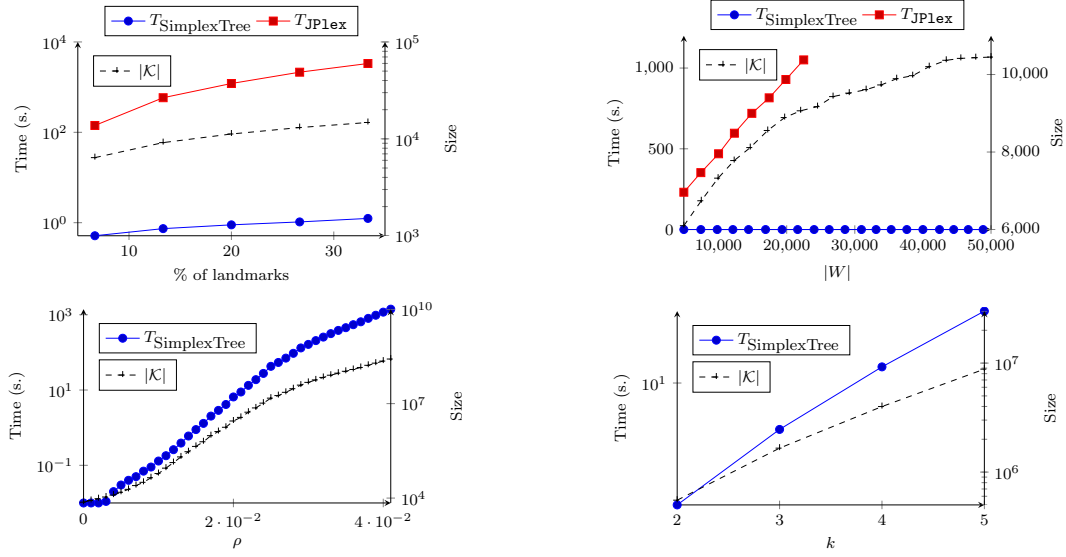 T_SimplexTree T_JPlex
10^4
10^2
10^0
10^5
10^4
10^3
|𝒦|
Time (s.)
Size
10 20 30
% of landmarks
T_SimplexTree T_JPlex
1,000
500
0
10,000
8,000
6,000
|𝒦|
Time (s.)
Size
10,000 20,000 30,000 40,000 50,000
|W|
T_SimplexTree
|𝒦|
10^3
10^1
10^−1
10^10
10^7
10^4
Time (s.)
Size
0 2 · 10^−2 4 · 10^−2
ρ
T_SimplexTree
|𝒦|
10^1
10^7
10^6
Time (s.)
Size
2 3 4 5
k